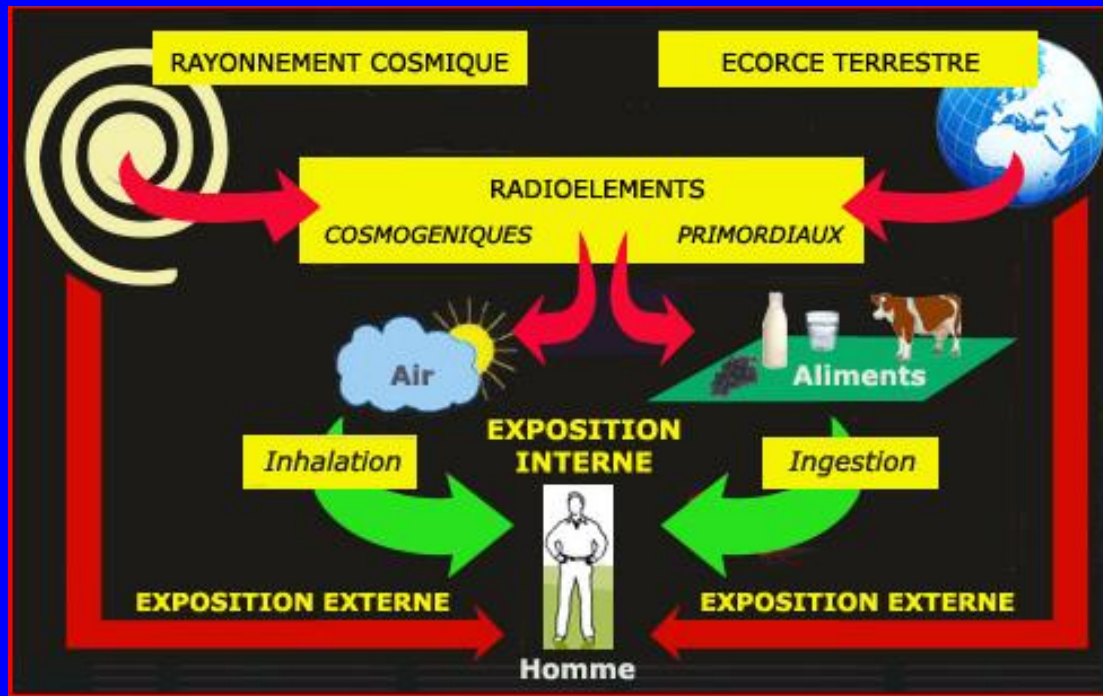 RAYONNEMENT COSMIQUE
ECORCE TERRESTRE
RADIOELEMENTS
COSMOGENIQUES
PRIMORDIAUX
Air
Aliments
Inhalation
EXPOSITION
INTERNE
Ingestion
EXPOSITION EXTERNE
EXPOSITION EXTERNE
Homme